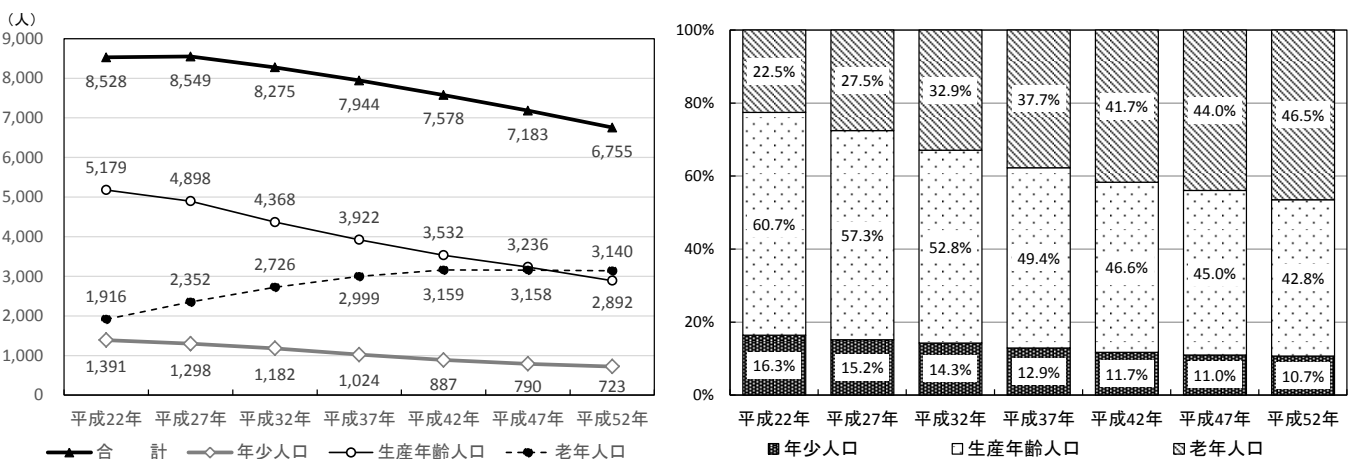 （人）
9,000
8,000
7,000
6,000
5,000
4,000
3,000
2,000
1,000
0
8,528 8,549 8,275 7,944 7,578 7,183 6,755
5,179 4,898 4,368 3,922 3,532 3,236 2,892
1,916 2,352 2,726 2,999 3,159 3,158 3,140
1,391 1,298 1,182 1,024 887 790 723
平成22年 平成27年 平成32年 平成37年 平成42年 平成47年 平成52年
合　計 年少人口 生産年齢人口 老年人口
100%
80%
60%
40%
20%
0%
22.5% 27.5% 32.9% 37.7% 41.7% 44.0% 46.5%
60.7% 57.3% 52.8% 49.4% 46.6% 45.0% 42.8%
16.3% 15.2% 14.3% 12.9% 11.7% 11.0% 10.7%
平成22年 平成27年 平成32年 平成37年 平成42年 平成47年 平成52年
年少人口 生産年齢人口 老年人口